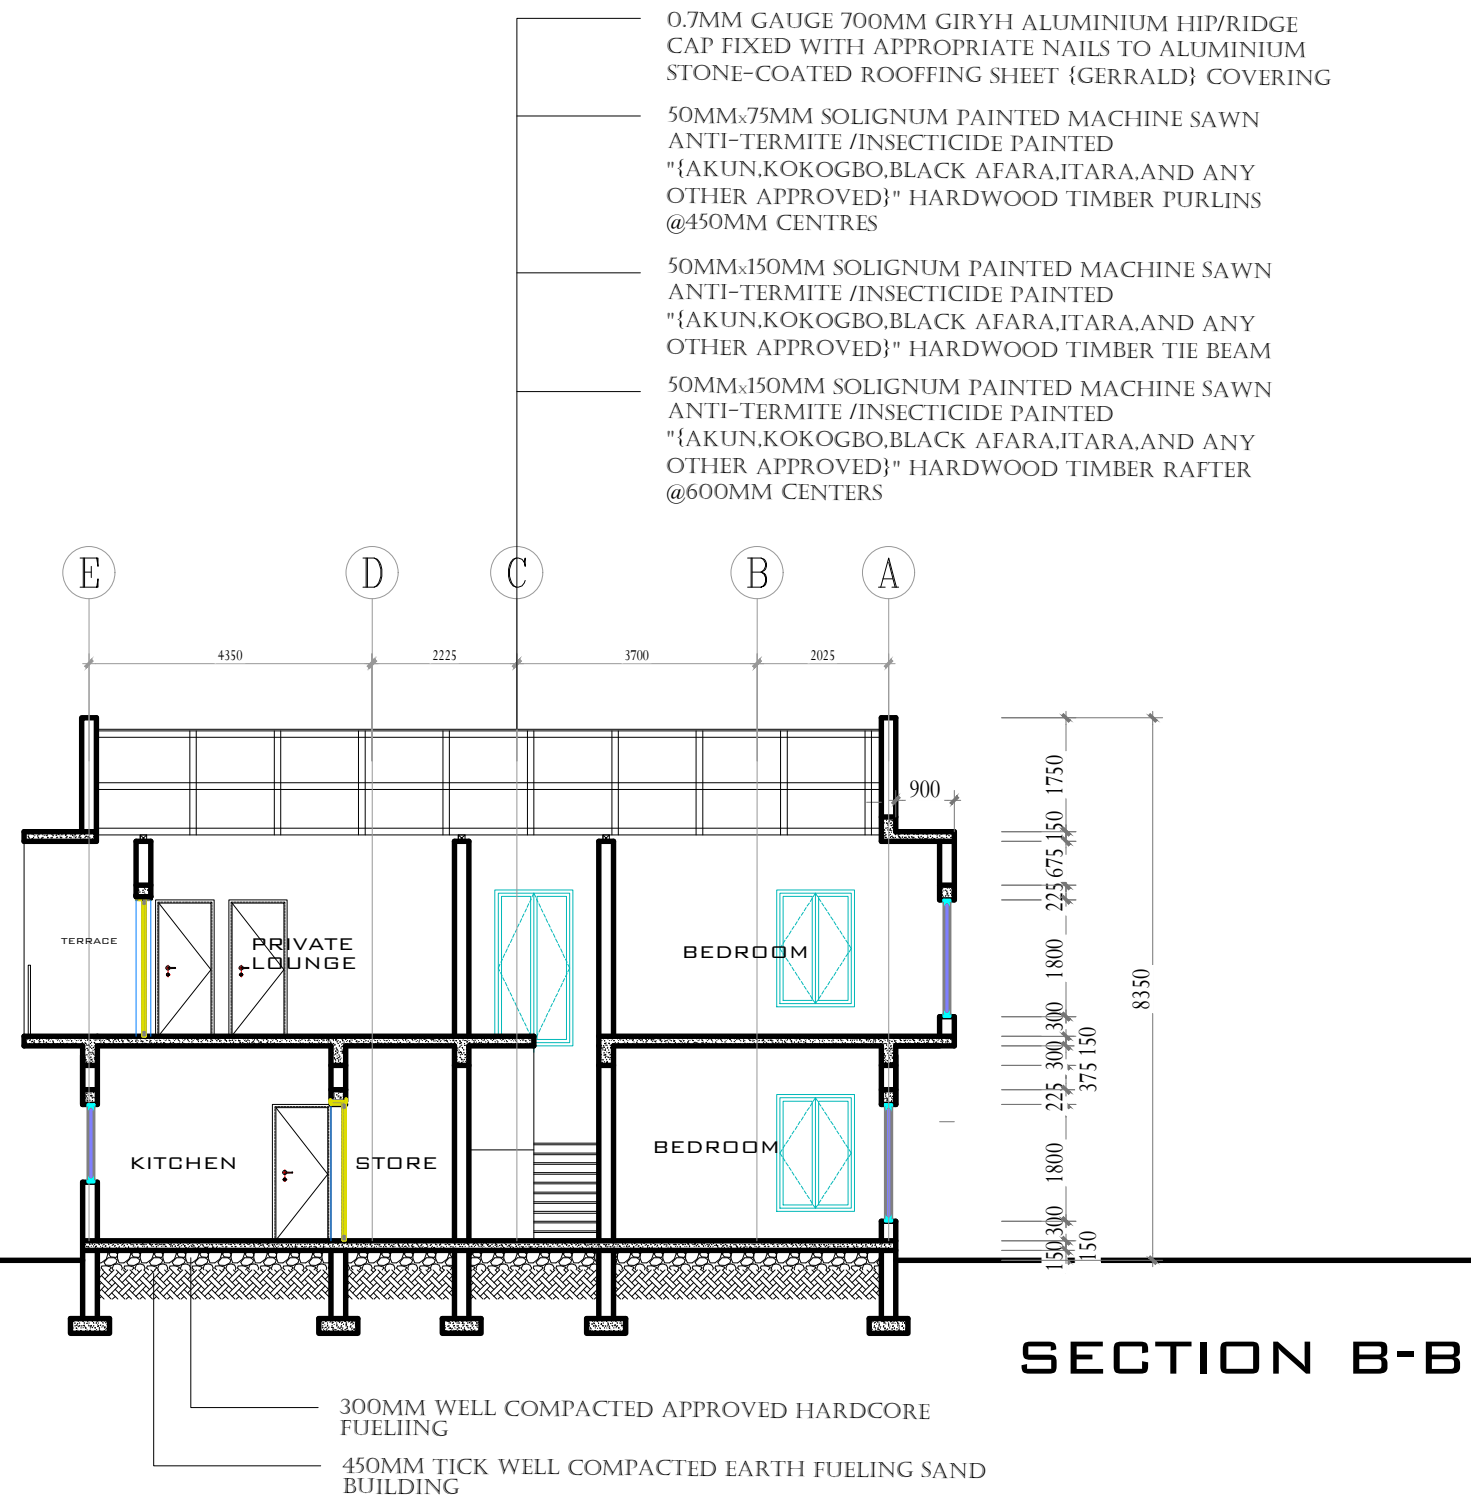 0.7MM GAUGE 700MM GIRYH ALUMINIUM HIP/RIDGE
CAP FIXED WITH APPROPRIATE NAILS TO ALUMINIUM
STONE-COATED ROOFFING SHEET {GERRALD} COVERING
50MMx75MM SOLIGNUM PAINTED MACHINE SAWN
ANTI-TERMITE /INSECTICIDE PAINTED
"{AKUN,KOKOGBO,BLACK AFARA,ITARA,AND ANY
OTHER APPROVED}" HARDWOOD TIMBER PURLINS
@450MM CENTRES
50MMx150MM SOLIGNUM PAINTED MACHINE SAWN
ANTI-TERMITE /INSECTICIDE PAINTED
"{AKUN,KOKOGBO,BLACK AFARA,ITARA,AND ANY
OTHER APPROVED}" HARDWOOD TIMBER TIE BEAM
50MMx150MM SOLIGNUM PAINTED MACHINE SAWN
ANTI-TERMITE /INSECTICIDE PAINTED
"{AKUN,KOKOGBO,BLACK AFARA,ITARA,AND ANY
OTHER APPROVED}" HARDWOOD TIMBER RAFTER
@600MM CENTERS
E D C B A
4350 2225 3700 2025
900
1750
150
675
225
1800
300
150
300
375
225
1800
300
150
150
8350
TERRACE
PRIVATE
LOUNGE
BEDROOM
KITCHEN
STORE
BEDROOM
SECTION B-B
300MM WELL COMPACTED APPROVED HARDCORE
FUELIING
450MM TICK WELL COMPACTED EARTH FUELING SAND
BUILDING